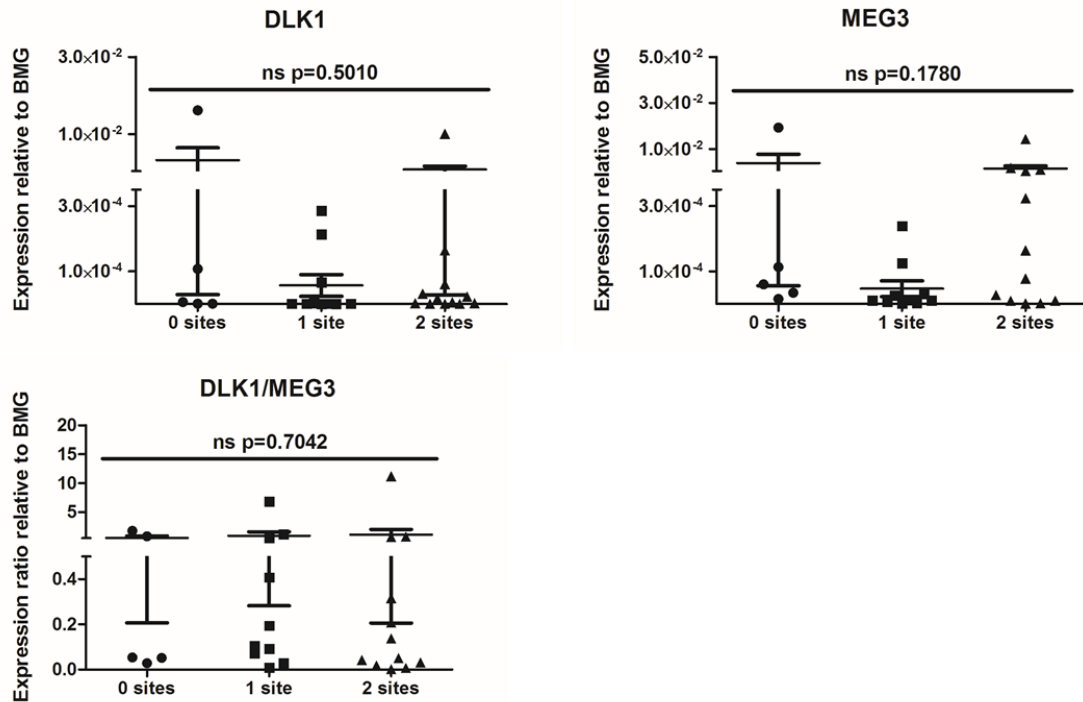 DLK1
Expression relative to BMG
3.0×10⁻²
1.0×10⁻²
3.0×10⁻⁴
1.0×10⁻⁴
ns p=0.5010
0 sites
1 site
2 sites
MEG3
Expression relative to BMG
5.0×10⁻²
3.0×10⁻²
1.0×10⁻²
3.0×10⁻⁴
1.0×10⁻⁴
ns p=0.1780
0 sites
1 site
2 sites
DLK1/MEG3
Expression ratio relative to BMG
20
15
10
5
0.4
0.2
0.0
ns p=0.7042
0 sites
1 site
2 sites